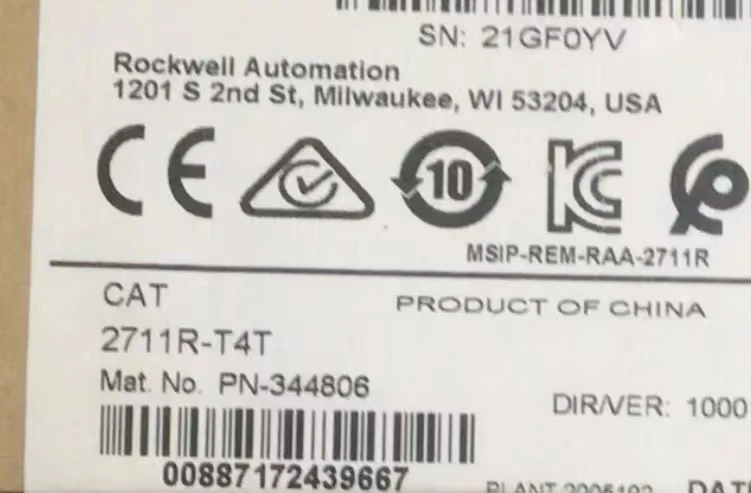 SN: 21GF0YV
Rockwell Automation
1201 S 2nd St, Milwaukee, WI 53204, USA
CE 10 KC
MSIP-REM-RAA-2711R
CAT PRODUCT OF CHINA
2711R-T4T
Mat. No. PN-344806
DIR/VER: 1000
00887172439667
PLANT